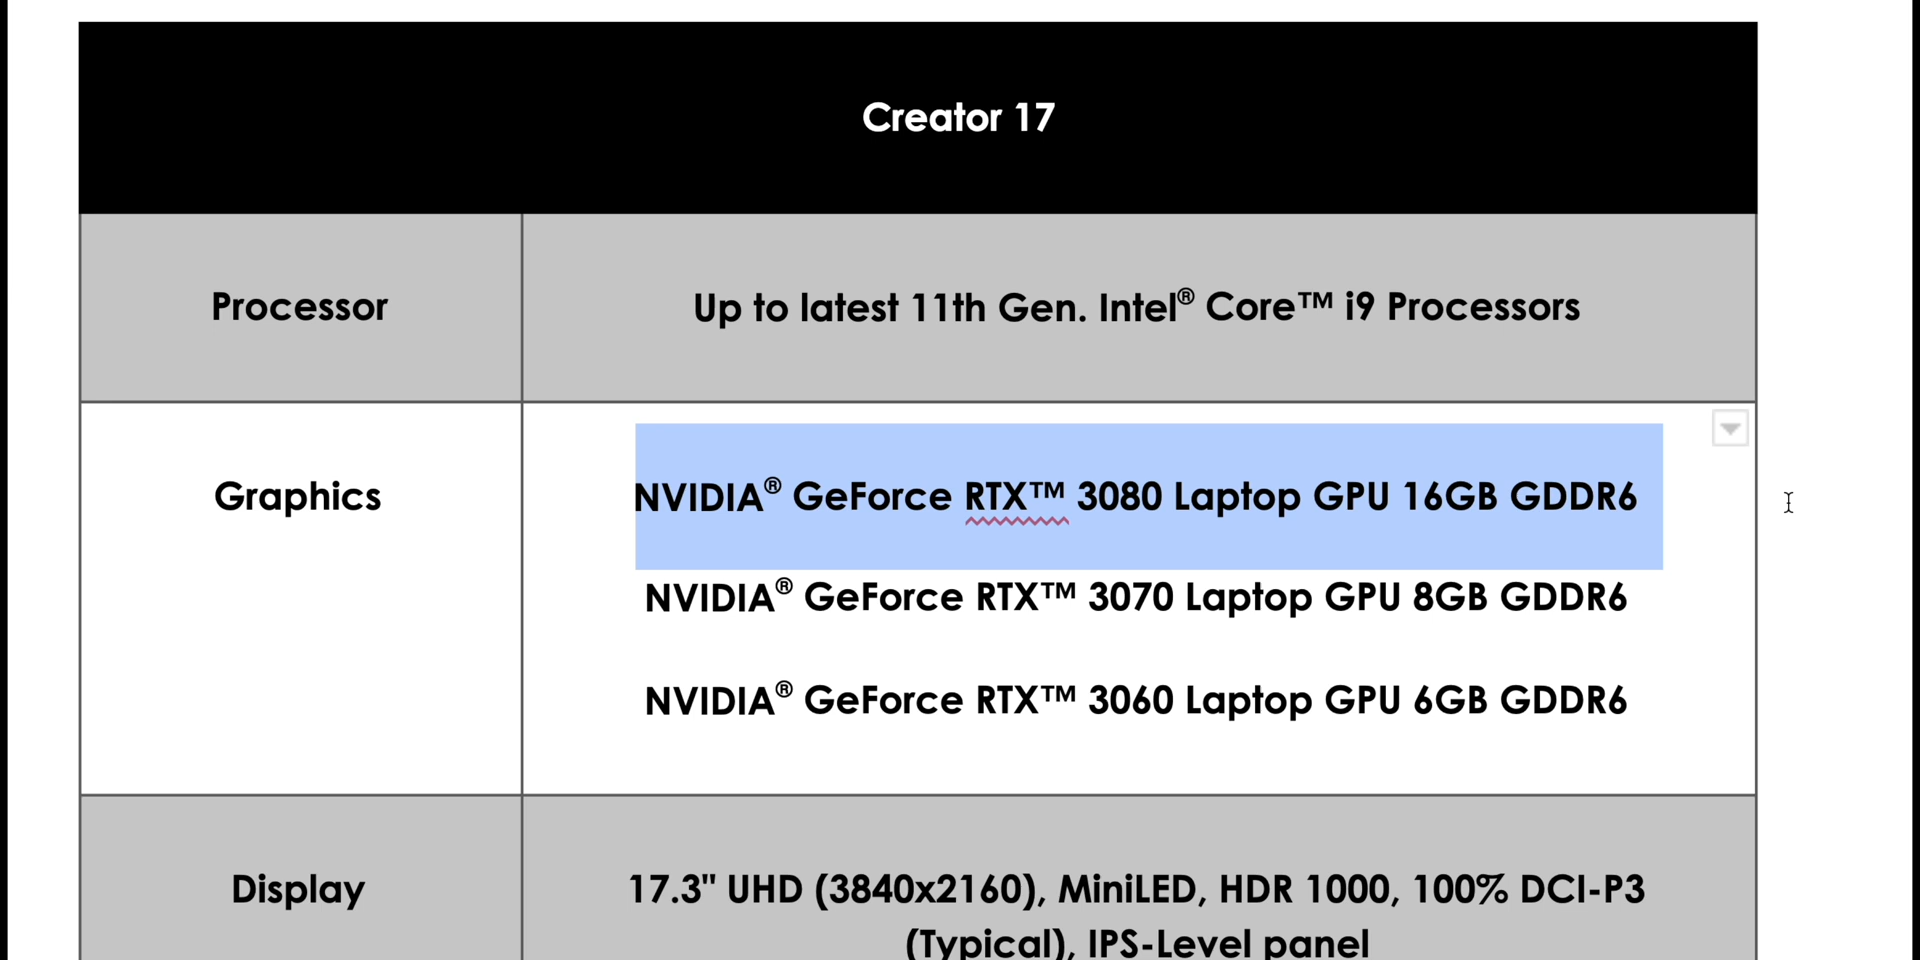 Creator 17
Processor
Up to latest 11th Gen. Intel® Core™ i9 Processors
Graphics
NVIDIA® GeForce RTX™ 3080 Laptop GPU 16GB GDDR6
NVIDIA® GeForce RTX™ 3070 Laptop GPU 8GB GDDR6
NVIDIA® GeForce RTX™ 3060 Laptop GPU 6GB GDDR6
Display
17.3" UHD (3840x2160), MiniLED, HDR 1000, 100% DCI-P3
(Typical), IPS-Level panel